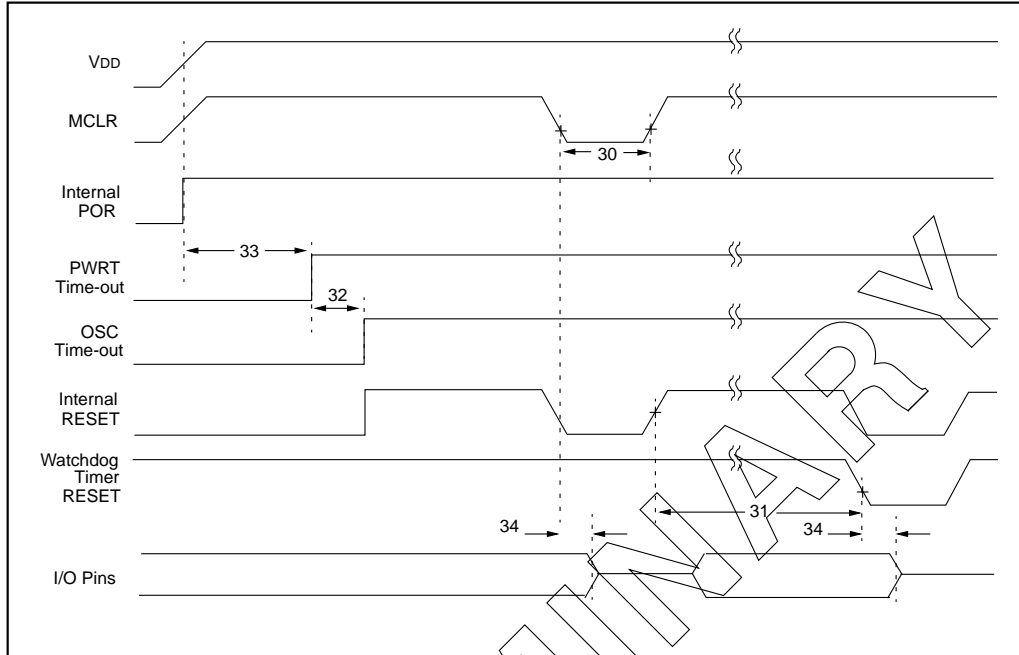 VDD
MCLR
30
Internal
POR
33
PWRT
Time-out
32
OSC
Time-out
Internal
RESET
Watchdog
Timer
RESET
31
34
34
I/O Pins
INARY